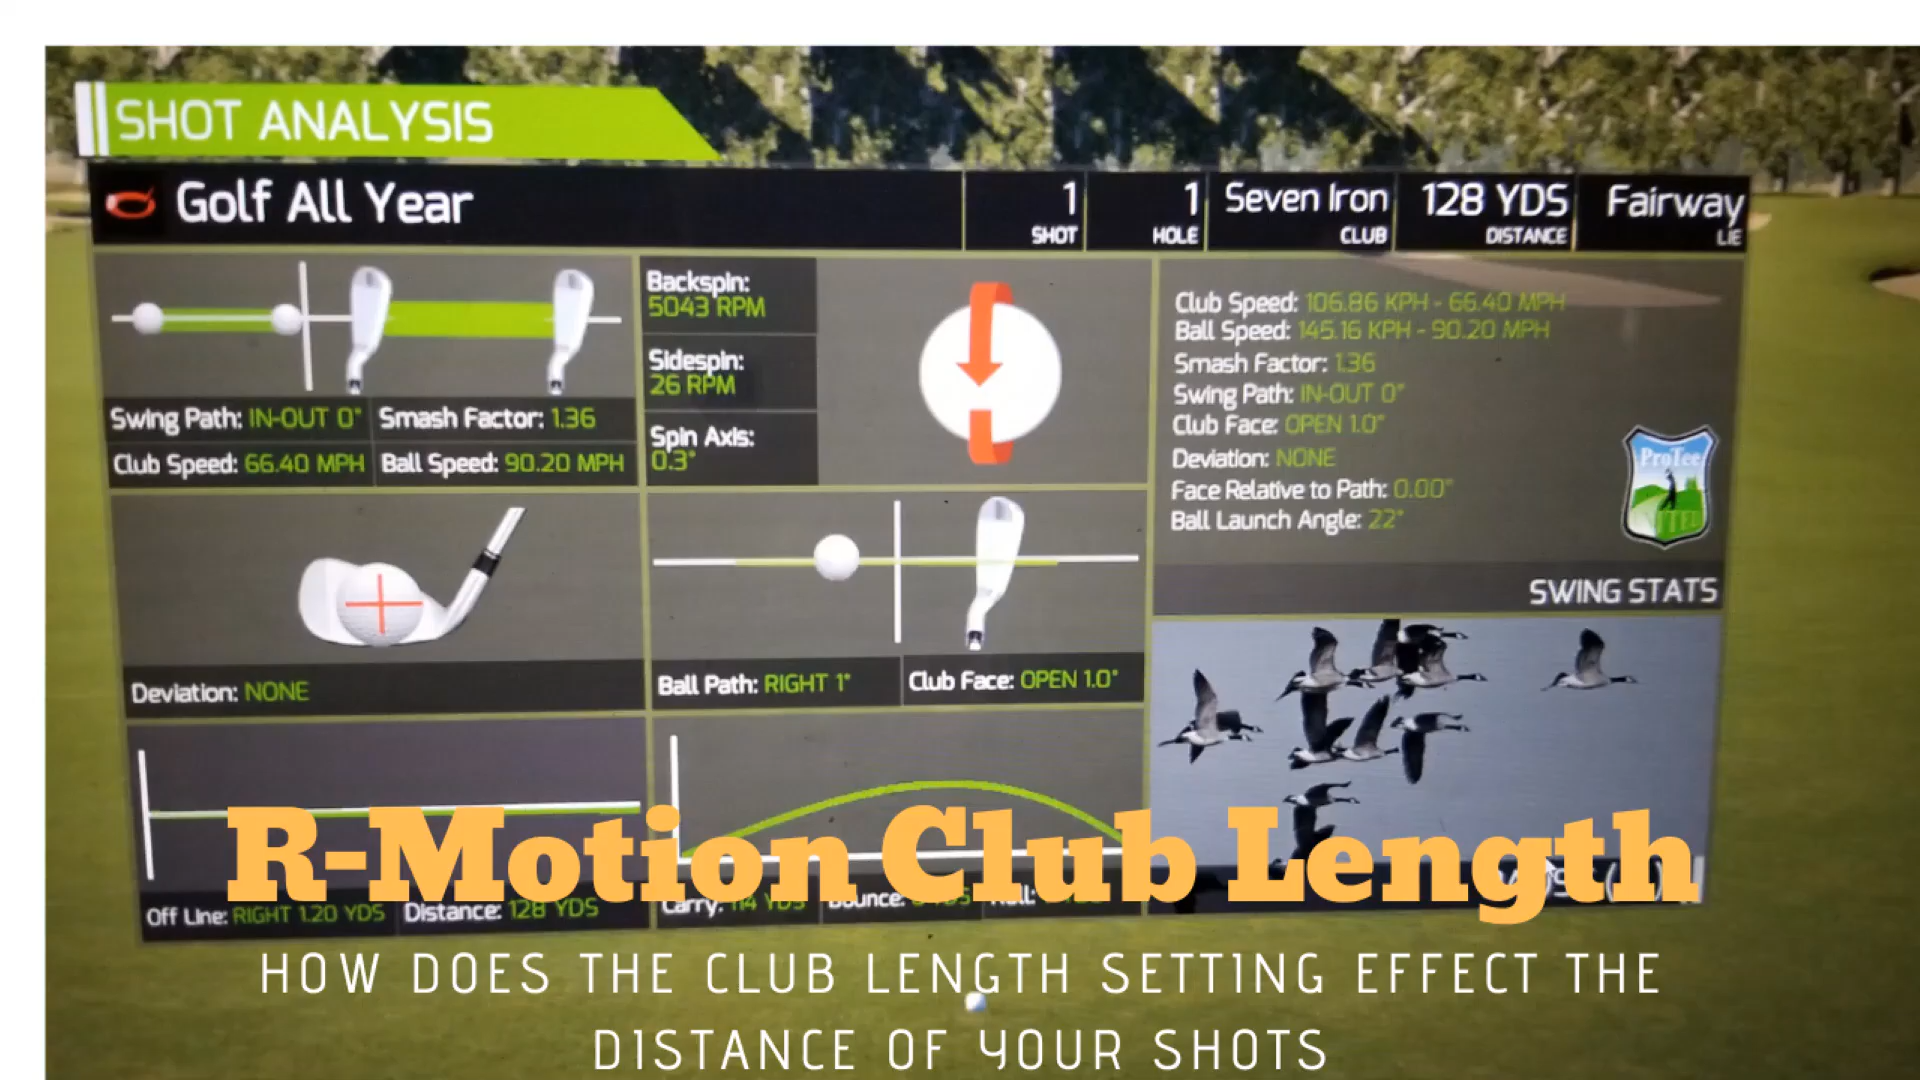 SHOT ANALYSIS
Golf All Year
1
SHOT
1
HOLE
Seven Iron
CLUB
128 YDS
DISTANCE
Fairway
LIE
Swing Path: IN-OUT 0° Smash Factor: 1.36
Club Speed: 66.40 MPH Ball Speed: 90.20 MPH
Backspin:
5043 RPM
Sidespin:
26 RPM
Spin Axis:
0.3°
Club Speed: 106.86 KPH - 66.40 MPH
Ball Speed: 145.16 KPH - 90.20 MPH
Smash Factor: 1.36
Swing Path: IN-OUT 0°
Club Face: OPEN 1.0°
Deviation: NONE
Face Relative to Path: 0.00°
Ball Launch Angle: 22°
ProTee
SWING STATS
Deviation: NONE
Ball Path: RIGHT 1° Club Face: OPEN 1.0°
Off Line: RIGHT 1.20 YDS Distance: 128 YDS
Carry: 114 YDS Bounce:
R-Motion Club Length
HOW DOES THE CLUB LENGTH SETTING EFFECT THE
DISTANCE OF YOUR SHOTS